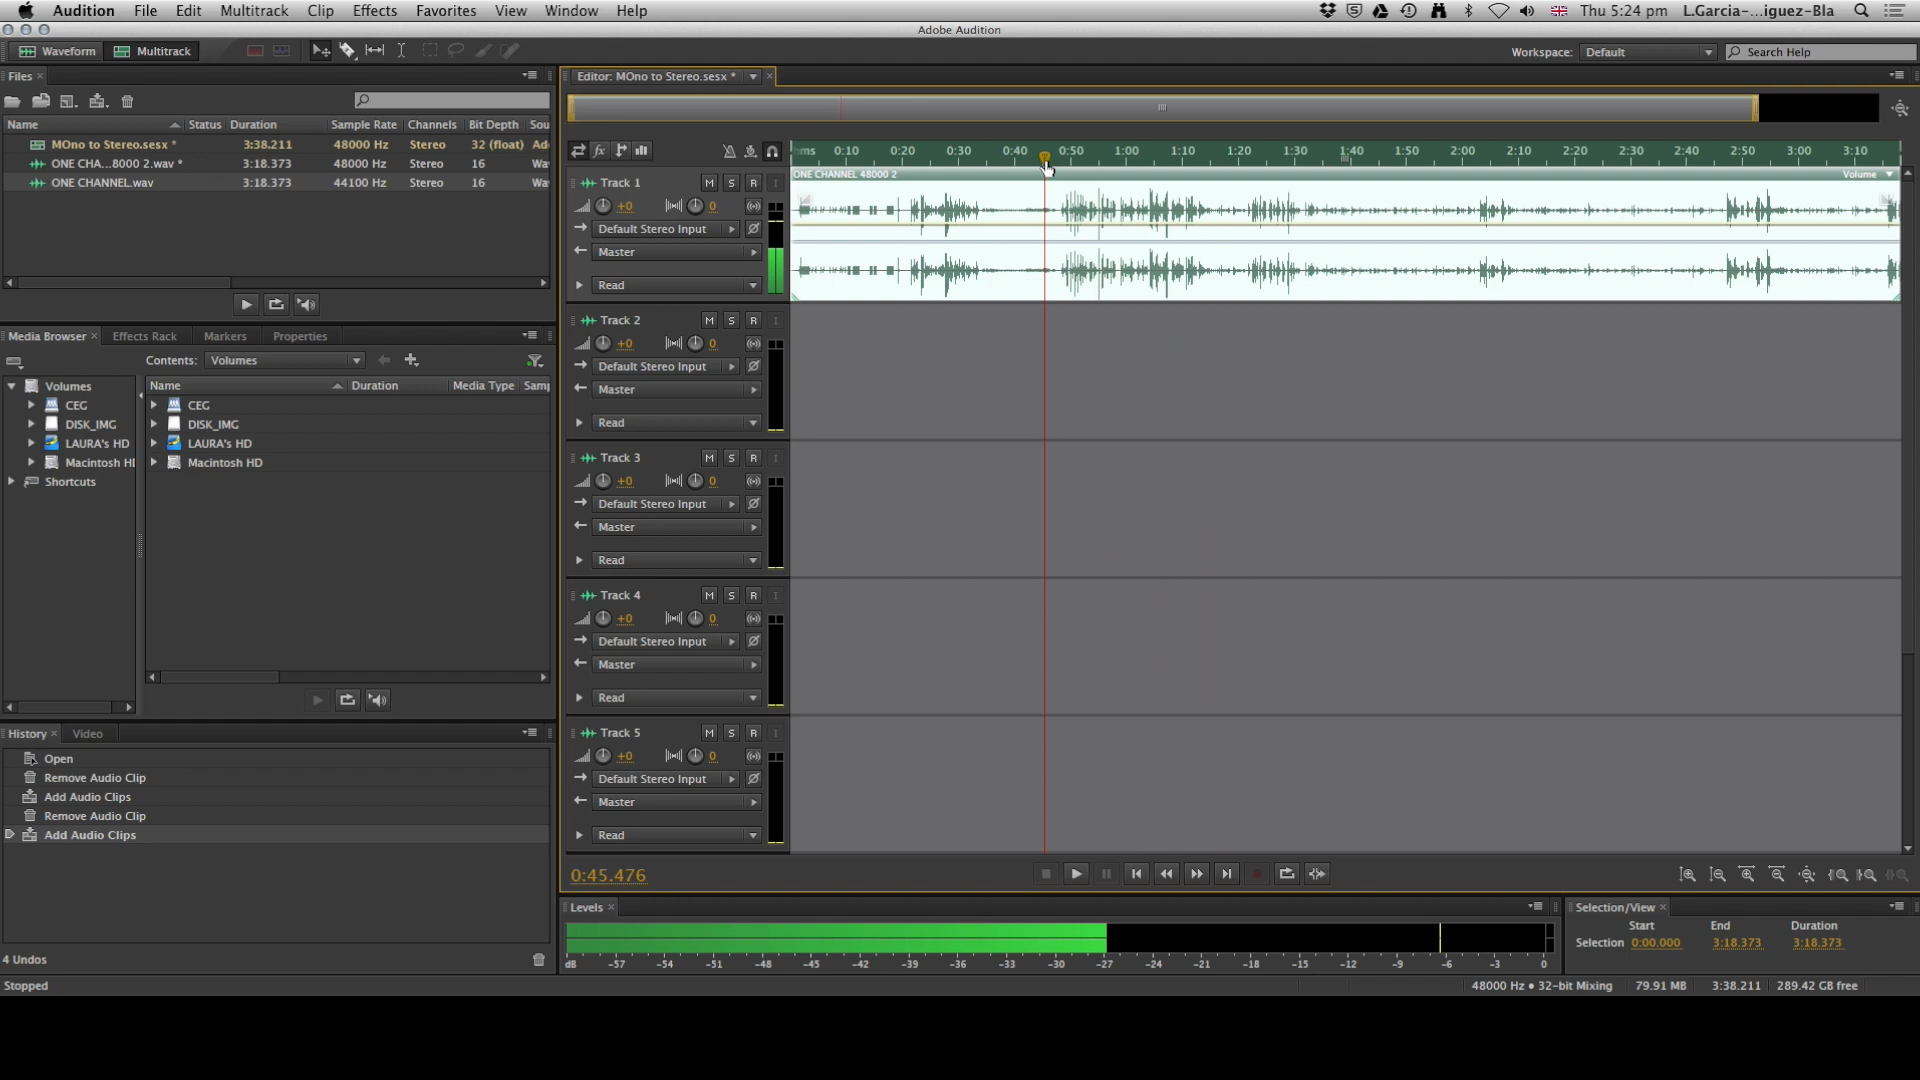 Audition File Edit Multitrack Clip Effects Favorites View Window Help Thu 5:24 pm L.Garcia-...iguez-Bla
Adobe Audition
Waveform Multitrack Workspace: Default Search Help
Files
Name Status Duration Sample Rate Channels Bit Depth Sou
MOno to Stereo.sesx * 3:38.211 48000 Hz Stereo 32 (float) Ad
ONE CHA...8000 2.wav * 3:18.373 48000 Hz Stereo 16 Wa
ONE CHANNEL.wav 3:18.373 44100 Hz Stereo 16 Wa
Media Browser Effects Rack Markers Properties
Contents: Volumes
Volumes
CEG
DISK_IMG
LAURA's HD
Macintosh HD
Shortcuts
Name Duration Media Type Samp
CEG
DISK_IMG
LAURA's HD
Macintosh HD
History Video
Open
Remove Audio Clip
Add Audio Clips
Remove Audio Clip
Add Audio Clips
4 Undos
Stopped
Editor: MOno to Stereo.sesx *
hms 0:10 0:20 0:30 0:40 0:50 1:00 1:10 1:20 1:30 1:40 1:50 2:00 2:10 2:20 2:30 2:40 2:50 3:00 3:10
fx
ONE CHANNEL 48000 2 Volume
Track 1 M S R I
+0 0
Default Stereo Input
Master
Read
Track 2 M S R I
+0 0
Default Stereo Input
Master
Read
Track 3 M S R I
+0 0
Default Stereo Input
Master
Read
Track 4 M S R I
+0 0
Default Stereo Input
Master
Read
Track 5 M S R I
+0 0
Default Stereo Input
Master
Read
0:45.476
Levels
dB -57 -54 -51 -48 -45 -42 -39 -36 -33 -30 -27 -24 -21 -18 -15 -12 -9 -6 -3 0
Selection/View
Start End Duration
Selection 0:00.000 3:18.373 3:18.373
48000 Hz • 32-bit Mixing 79.91 MB 3:38.211 289.42 GB free